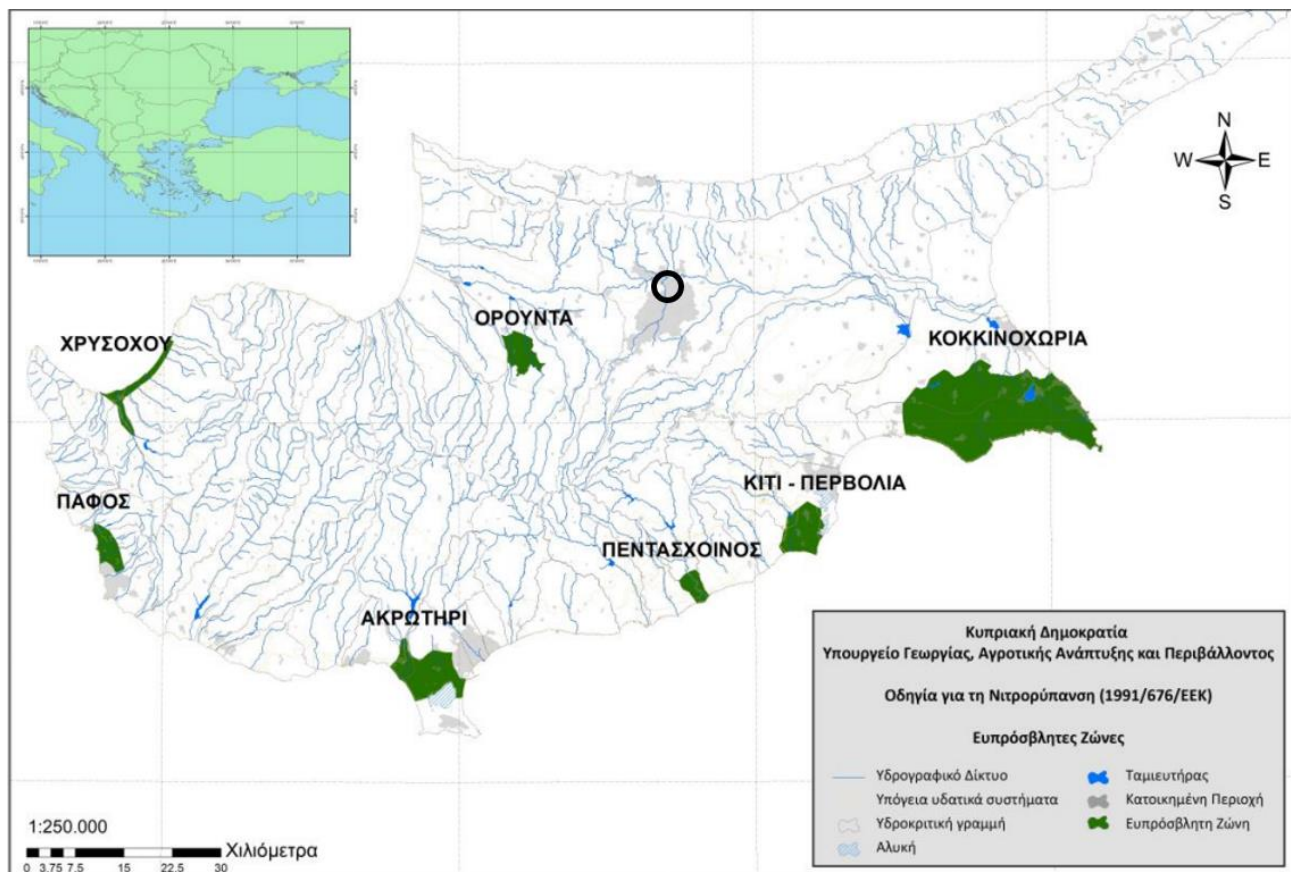 N
W E
S
ΧΡΥΣΟΧΟΥ
ΟΡΟΥΝΤΑ
ΚΟΚΚΙΝΟΧΩΡΙΑ
ΠΑΦΟΣ
ΚΙΤΙ - ΠΕΡΒΟΛΙΑ
ΠΕΝΤΑΣΧΟΙΝΟΣ
ΑΚΡΩΤΗΡΙ
Κυπριακή Δημοκρατία
Υπουργείο Γεωργίας, Αγροτικής Ανάπτυξης και Περιβάλλοντος
Οδηγία για τη Νιτρορύπανση (1991/676/ΕΕΚ)
Ευπρόσβλητες Ζώνες
Υδρογραφικό Δίκτυο
Υπόγεια υδατικά συστήματα
Υδροκριτική γραμμή
Αλυκή
Ταμιευτήρας
Κατοικημένη Περιοχή
Ευπρόσβλητη Ζώνη
1:250.000
Χιλιόμετρα
0 3.75 7.5 15 22.5 30